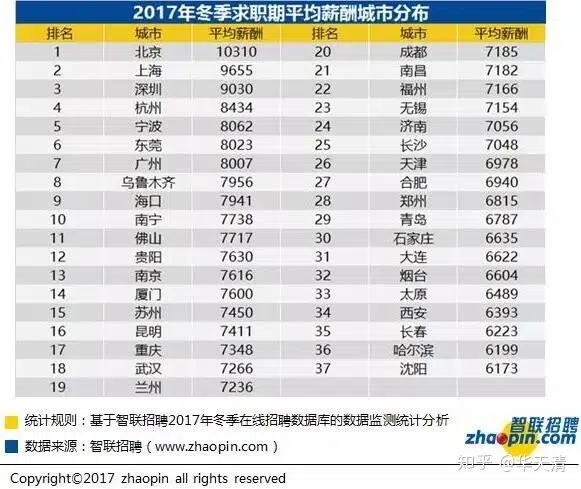 2017年冬季求职期平均薪酬城市分布
排名 城市 平均薪酬 排名 城市 平均薪酬
1 北京 10310 20 成都 7185
2 上海 9655 21 南昌 7182
3 深圳 9030 22 福州 7166
4 杭州 8434 23 无锡 7154
5 宁波 8062 24 济南 7056
6 东莞 8023 25 长沙 7048
7 广州 8007 26 天津 6978
8 乌鲁木齐 7956 27 合肥 6940
9 海口 7941 28 郑州 6815
10 南宁 7738 29 青岛 6787
11 佛山 7717 30 石家庄 6635
12 贵阳 7630 31 大连 6622
13 南京 7616 32 烟台 6604
14 厦门 7600 33 太原 6489
15 苏州 7450 34 西安 6393
16 昆明 7411 35 长春 6223
17 重庆 7348 36 哈尔滨 6199
18 武汉 7266 37 沈阳 6173
19 兰州 7236
统计规则：基于智联招聘2017年冬季在线招聘数据库的数据监测统计分析
数据来源：智联招聘（www.zhaopin.com）
智联招聘
zhaopin.com
知乎 @华天清
Copyright©2017 zhaopin all rights reserved